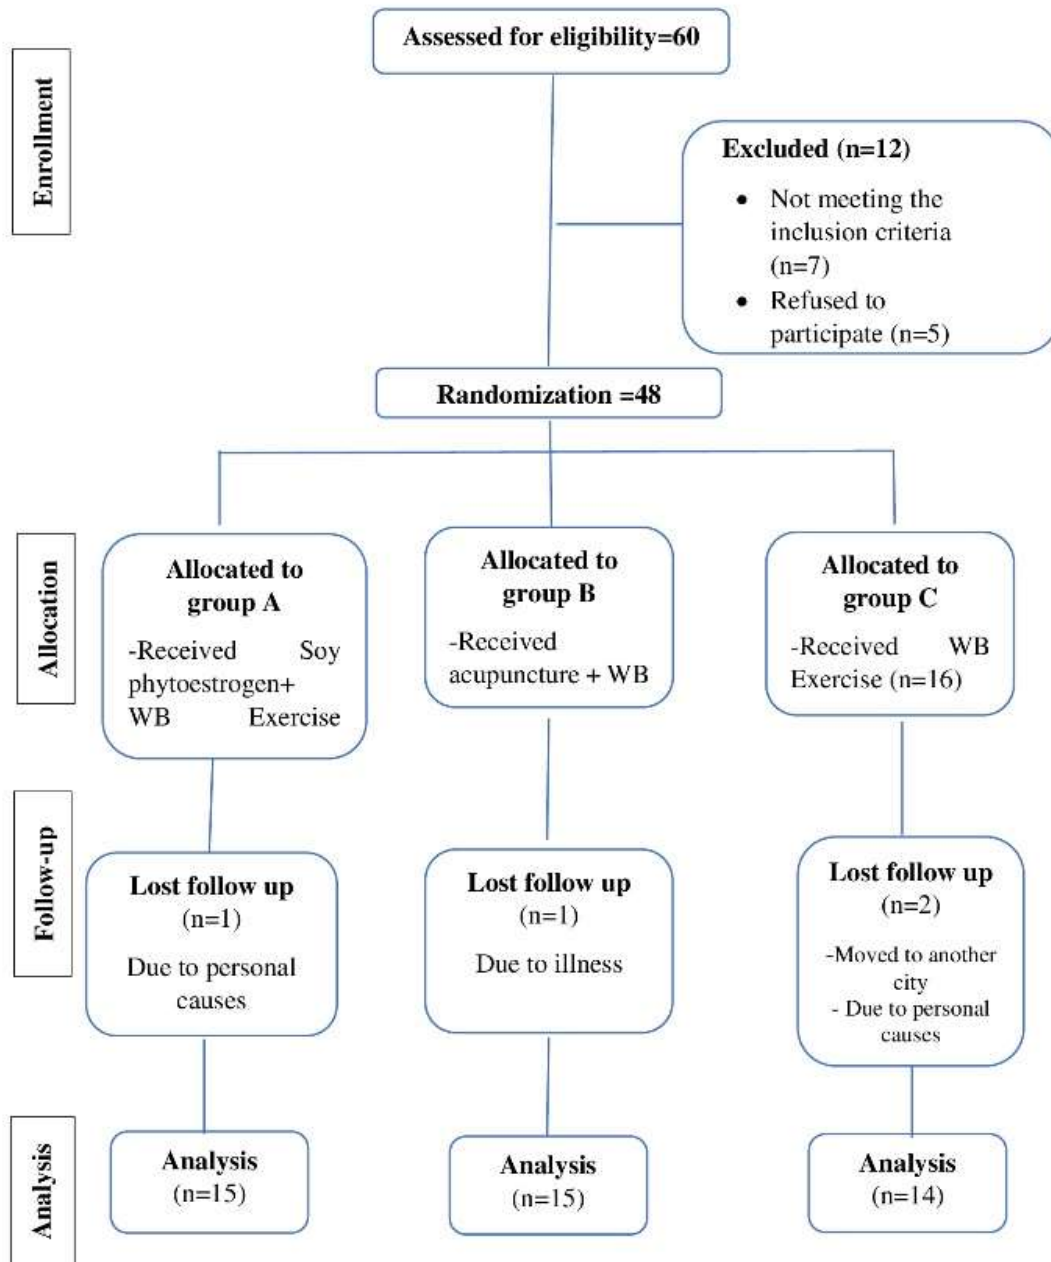 Assessed for eligibility=60
Enrollment
Excluded (n=12)
• Not meeting the
inclusion criteria
(n=7)
• Refused to
participate (n=5)
Randomization =48
Allocation
Allocated to
group A
-Received Soy
phytoestrogen+
WB Exercise
Allocated to
group B
-Received
acupuncture + WB
Allocated to
group C
-Received WB
Exercise (n=16)
Follow-up
Lost follow up
(n=1)
Due to personal
causes
Lost follow up
(n=1)
Due to illness
Lost follow up
(n=2)
-Moved to another
city
- Due to personal
causes
Analysis
Analysis
(n=15)
Analysis
(n=15)
Analysis
(n=14)